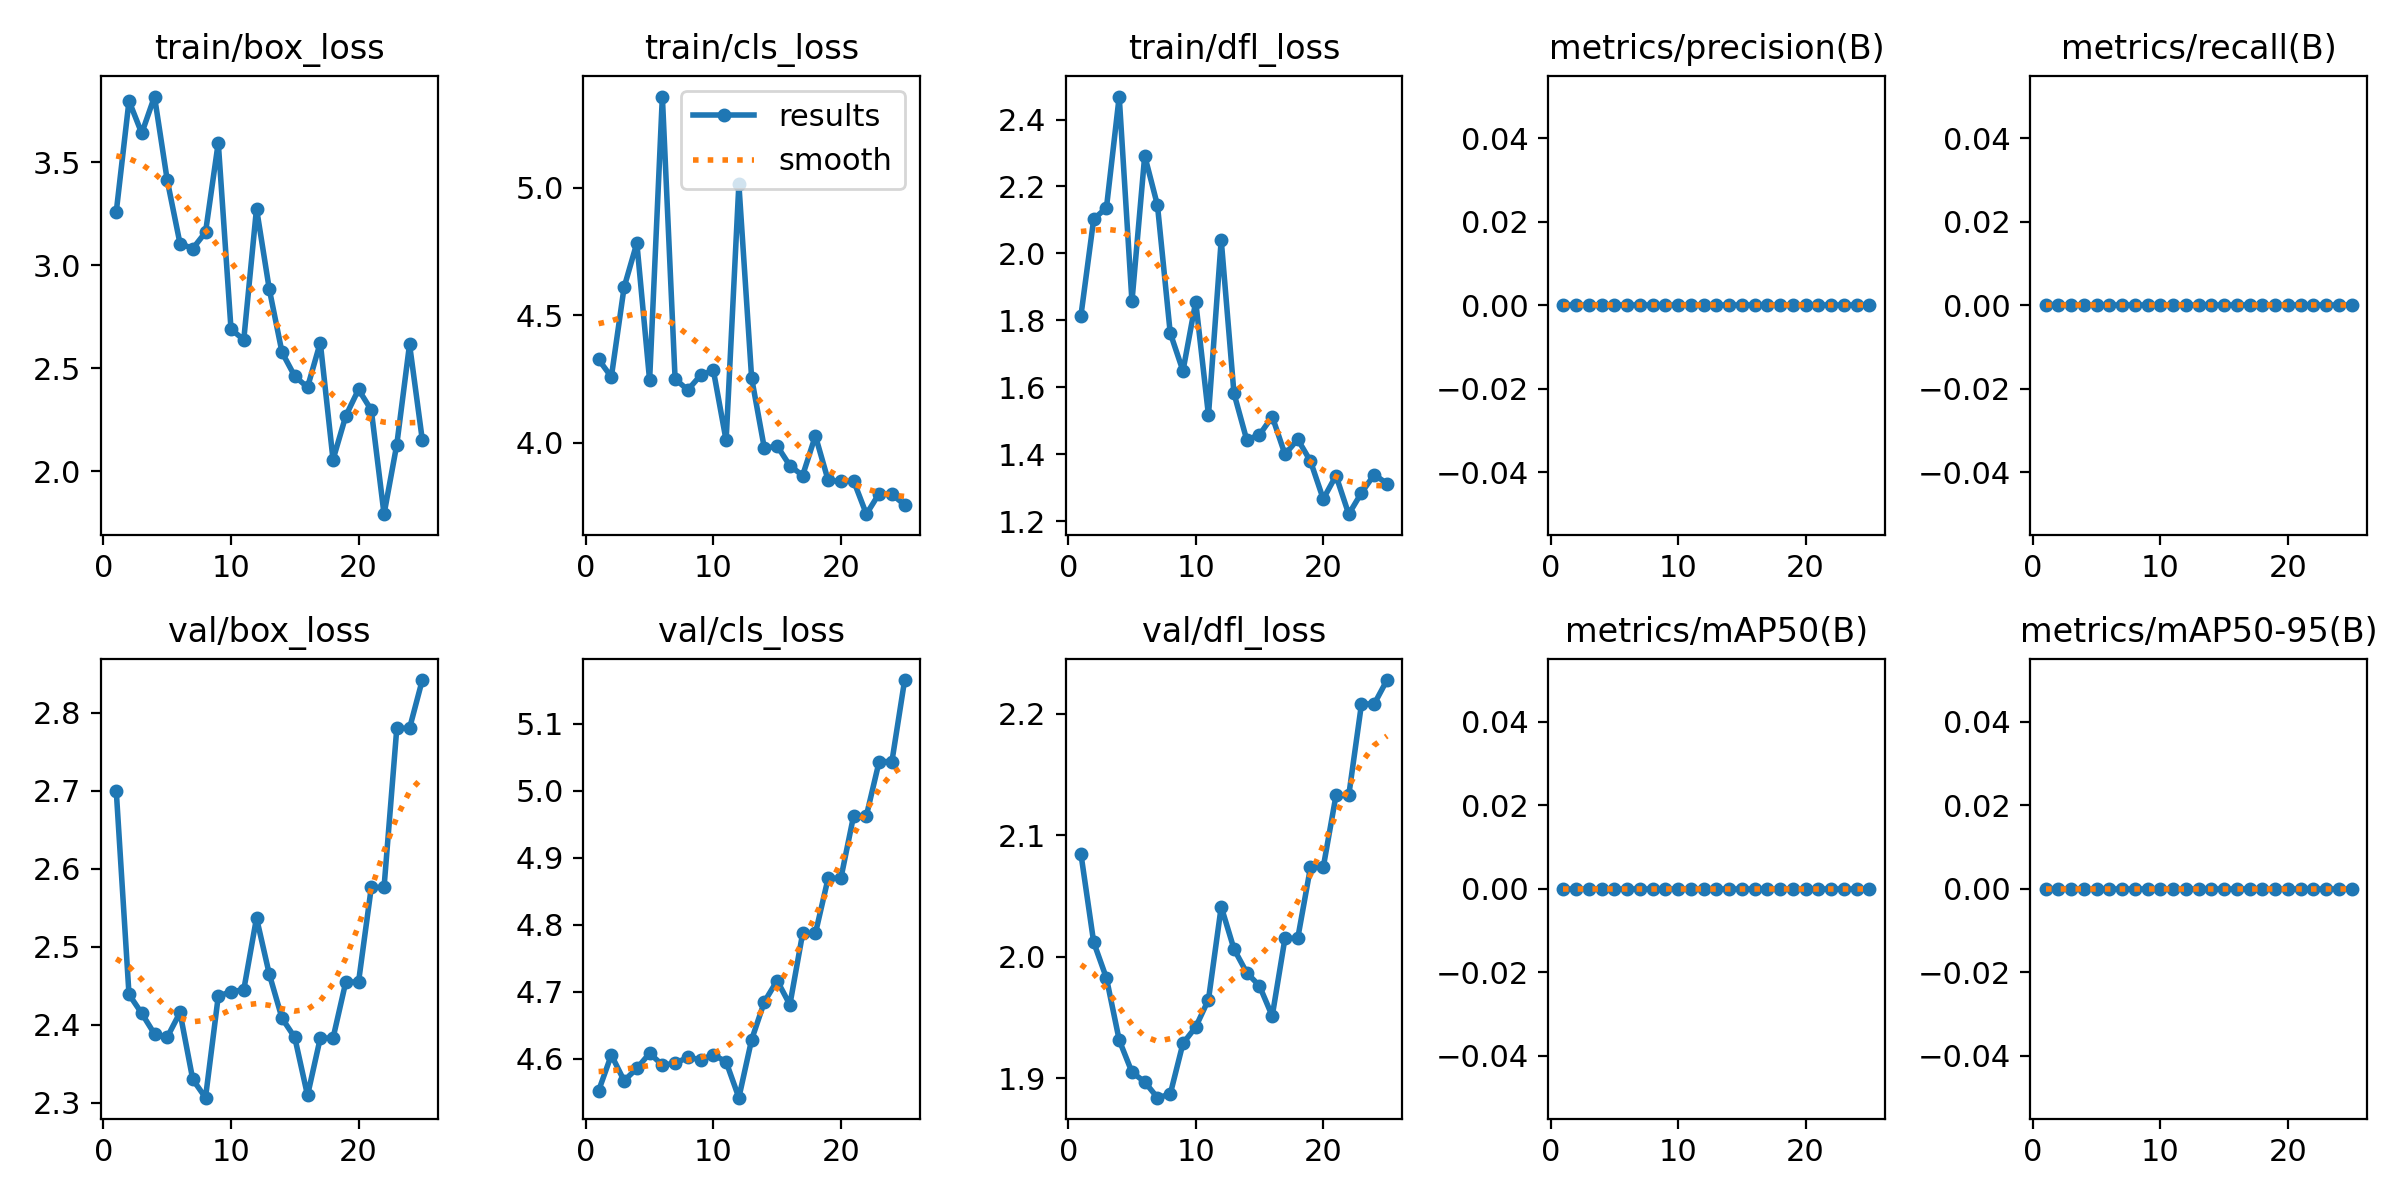 train/box_loss
3.5
3.0
2.5
2.0
0 10 20
train/cls_loss
results
smooth
5.0
4.5
4.0
0 10 20
train/dfl_loss
2.4
2.2
2.0
1.8
1.6
1.4
1.2
0 10 20
metrics/precision(B)
0.04
0.02
0.00
−0.02
−0.04
0 10 20
metrics/recall(B)
0.04
0.02
0.00
−0.02
−0.04
0 10 20
val/box_loss
2.8
2.7
2.6
2.5
2.4
2.3
0 10 20
val/cls_loss
5.1
5.0
4.9
4.8
4.7
4.6
0 10 20
val/dfl_loss
2.2
2.1
2.0
1.9
0 10 20
metrics/mAP50(B)
0.04
0.02
0.00
−0.02
−0.04
0 10 20
metrics/mAP50-95(B)
0.04
0.02
0.00
−0.02
−0.04
0 10 20